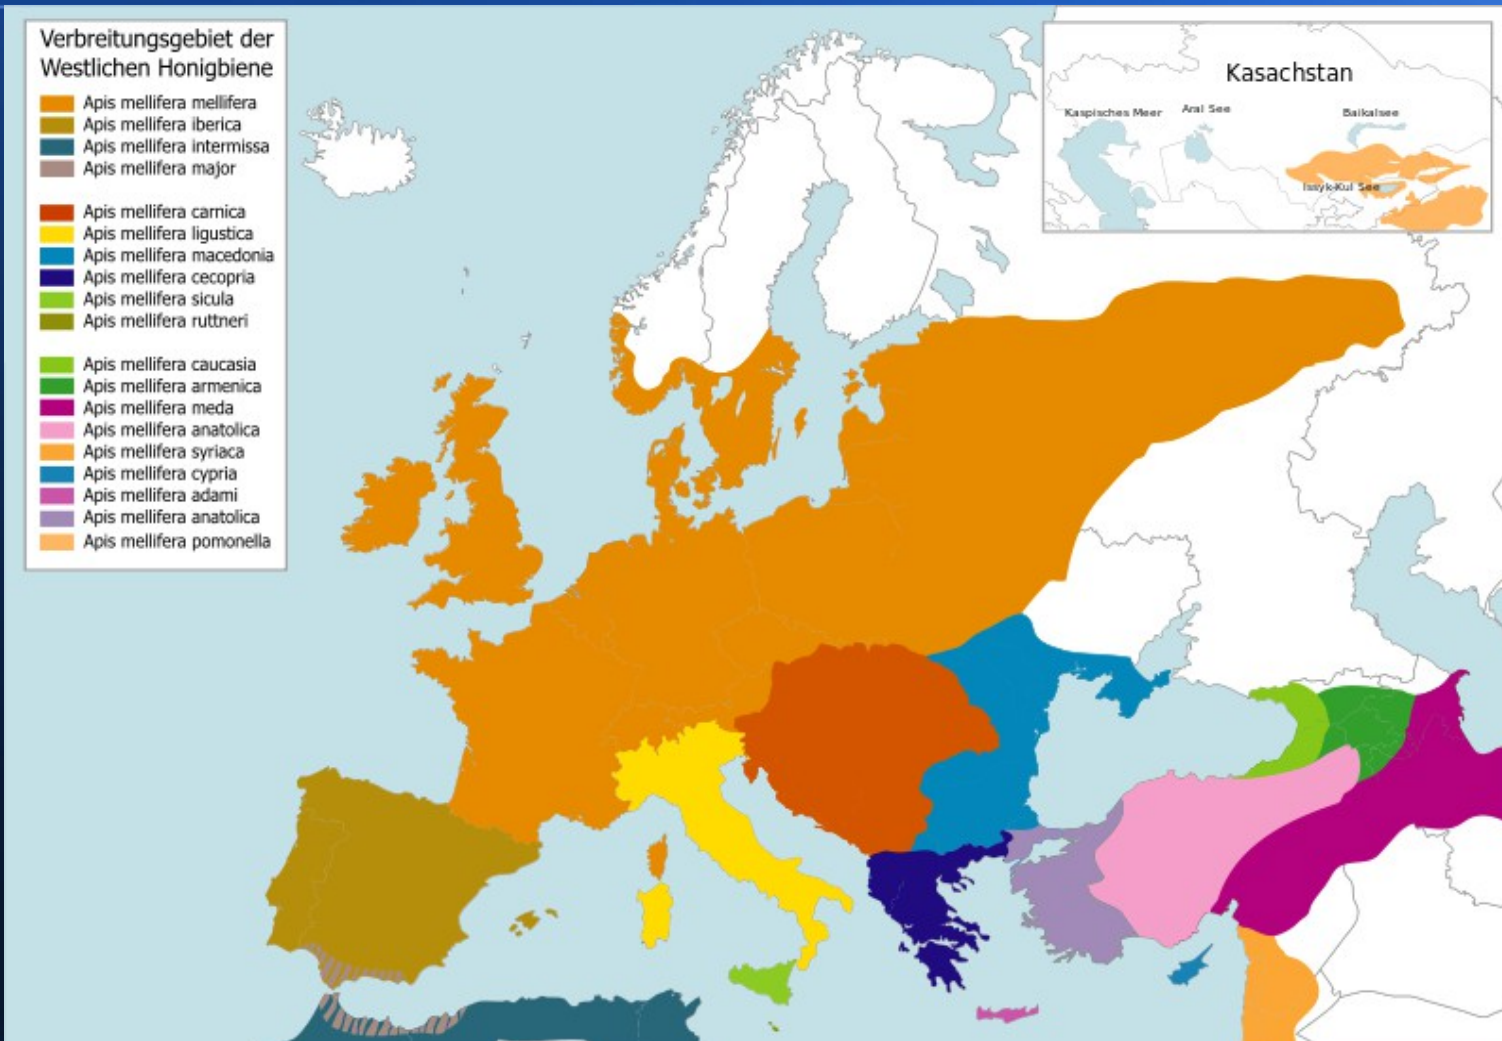 Verbreitungsgebiet der
Westlichen Honigbiene
Apis mellifera mellifera
Apis mellifera iberica
Apis mellifera intermissa
Apis mellifera major
Apis mellifera carnica
Apis mellifera ligustica
Apis mellifera macedonia
Apis mellifera cecopria
Apis mellifera sicula
Apis mellifera ruttneri
Apis mellifera caucasia
Apis mellifera armenica
Apis mellifera meda
Apis mellifera anatolica
Apis mellifera syriaca
Apis mellifera cypria
Apis mellifera adami
Apis mellifera anatolica
Apis mellifera pomonella
Kasachstan
Kaspisches Meer
Aral See
Baikalsee
Issyk-Kul See